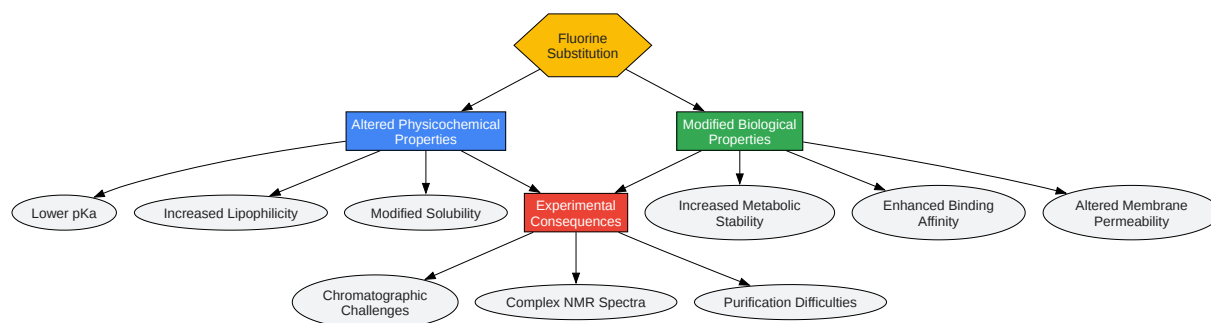 Fluorine
Substitution
Altered Physicochemical
Properties
Modified Biological
Properties
Lower pKa
Increased Lipophilicity
Modified Solubility
Experimental
Consequences
Increased Metabolic
Stability
Enhanced Binding
Affinity
Altered Membrane
Permeability
Chromatographic
Challenges
Complex NMR Spectra
Purification Difficulties